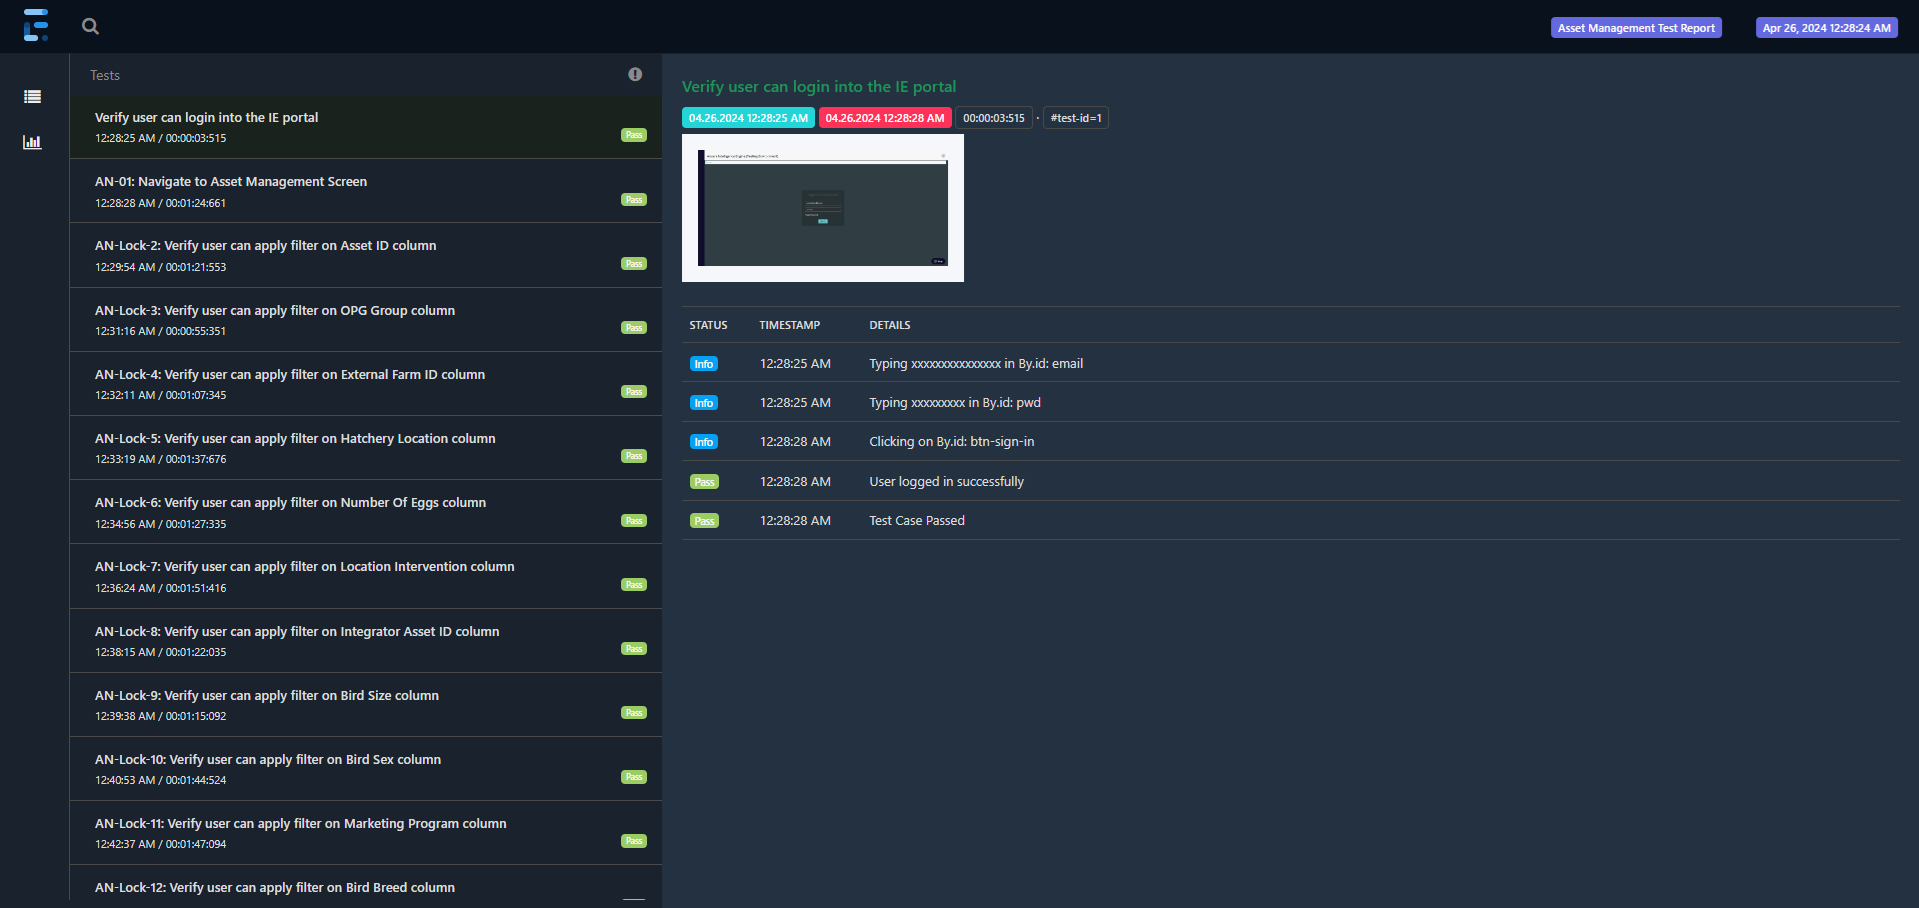 Asset Management Test Report
Apr 26, 2024 12:28:24 AM
Tests
Verify user can login into the IE portal
12:28:25 AM / 00:00:03:515
Pass
AN-01: Navigate to Asset Management Screen
12:28:28 AM / 00:01:24:661
Pass
AN-Lock-2: Verify user can apply filter on Asset ID column
12:29:54 AM / 00:01:21:553
Pass
AN-Lock-3: Verify user can apply filter on OPG Group column
12:31:16 AM / 00:00:55:351
Pass
AN-Lock-4: Verify user can apply filter on External Farm ID column
12:32:11 AM / 00:01:07:345
Pass
AN-Lock-5: Verify user can apply filter on Hatchery Location column
12:33:19 AM / 00:01:37:676
Pass
AN-Lock-6: Verify user can apply filter on Number Of Eggs column
12:34:56 AM / 00:01:27:335
Pass
AN-Lock-7: Verify user can apply filter on Location Intervention column
12:36:24 AM / 00:01:51:416
Pass
AN-Lock-8: Verify user can apply filter on Integrator Asset ID column
12:38:15 AM / 00:01:22:035
Pass
AN-Lock-9: Verify user can apply filter on Bird Size column
12:39:38 AM / 00:01:15:092
Pass
AN-Lock-10: Verify user can apply filter on Bird Sex column
12:40:53 AM / 00:01:44:524
Pass
AN-Lock-11: Verify user can apply filter on Marketing Program column
12:42:37 AM / 00:01:47:094
Pass
AN-Lock-12: Verify user can apply filter on Bird Breed column
Verify user can login into the IE portal
04.26.2024 12:28:25 AM 04.26.2024 12:28:28 AM 00:00:03:515 · #test-id=1
STATUS TIMESTAMP DETAILS
Info 12:28:25 AM Typing xxxxxxxxxxxxxxx in By.id: email
Info 12:28:25 AM Typing xxxxxxxxx in By.id: pwd
Info 12:28:28 AM Clicking on By.id: btn-sign-in
Pass 12:28:28 AM User logged in successfully
Pass 12:28:28 AM Test Case Passed